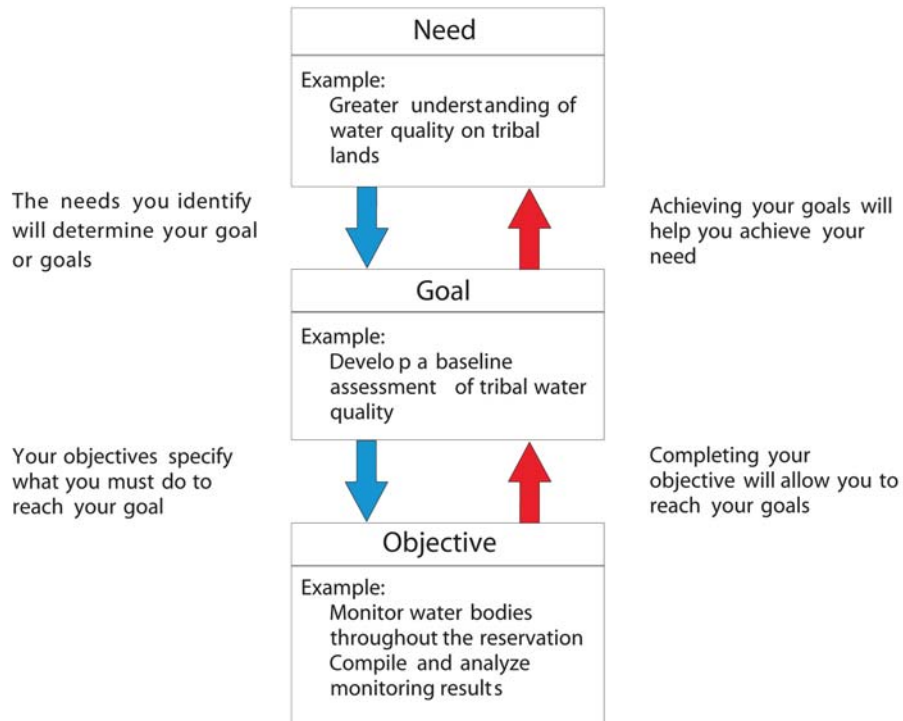 Need
Example:
Greater understanding of
water quality on tribal
lands
The needs you identify
will determine your goal
or goals
Achieving your goals will
help you achieve your
need
Goal
Example:
Develop a baseline
assessment of tribal water
quality
Your objectives specify
what you must do to
reach your goal
Completing your
objective will allow you to
reach your goals
Objective
Example:
Monitor water bodies
throughout the reservation
Compile and analyze
monitoring results